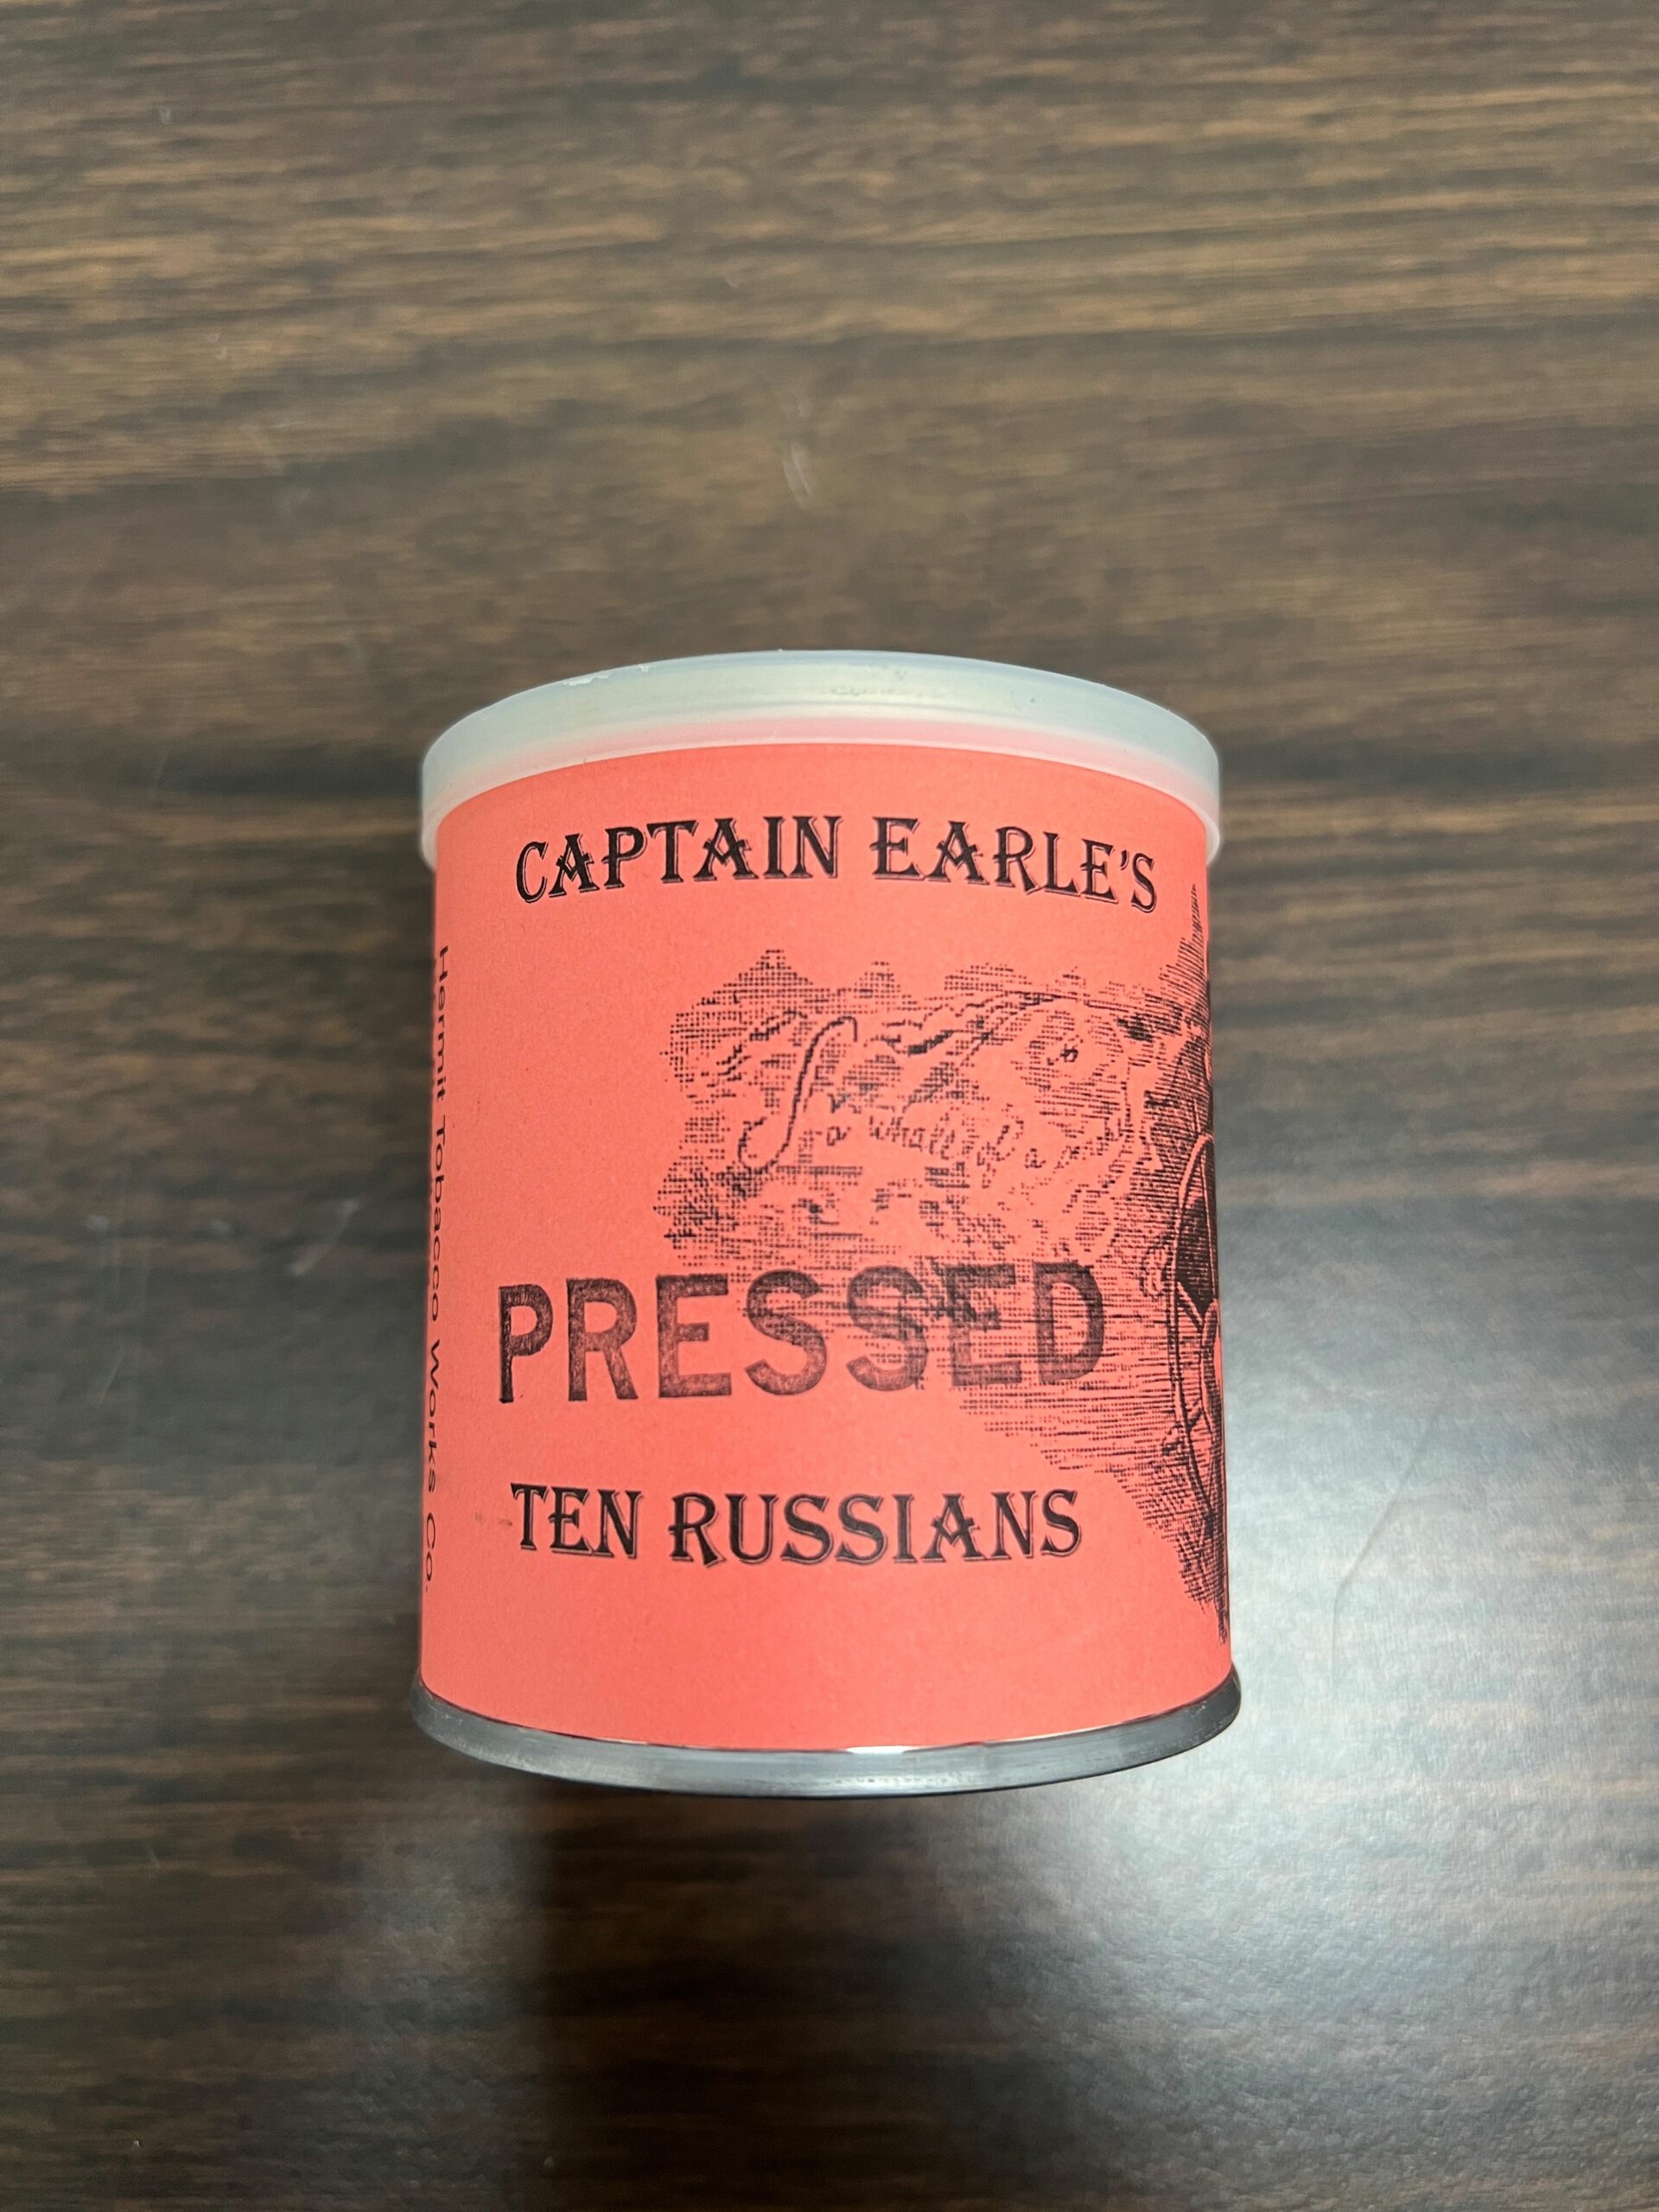 CAPTAIN EARLE'S
PRESSED
TEN RUSSIANS
Hermit Tobacco Works Co.